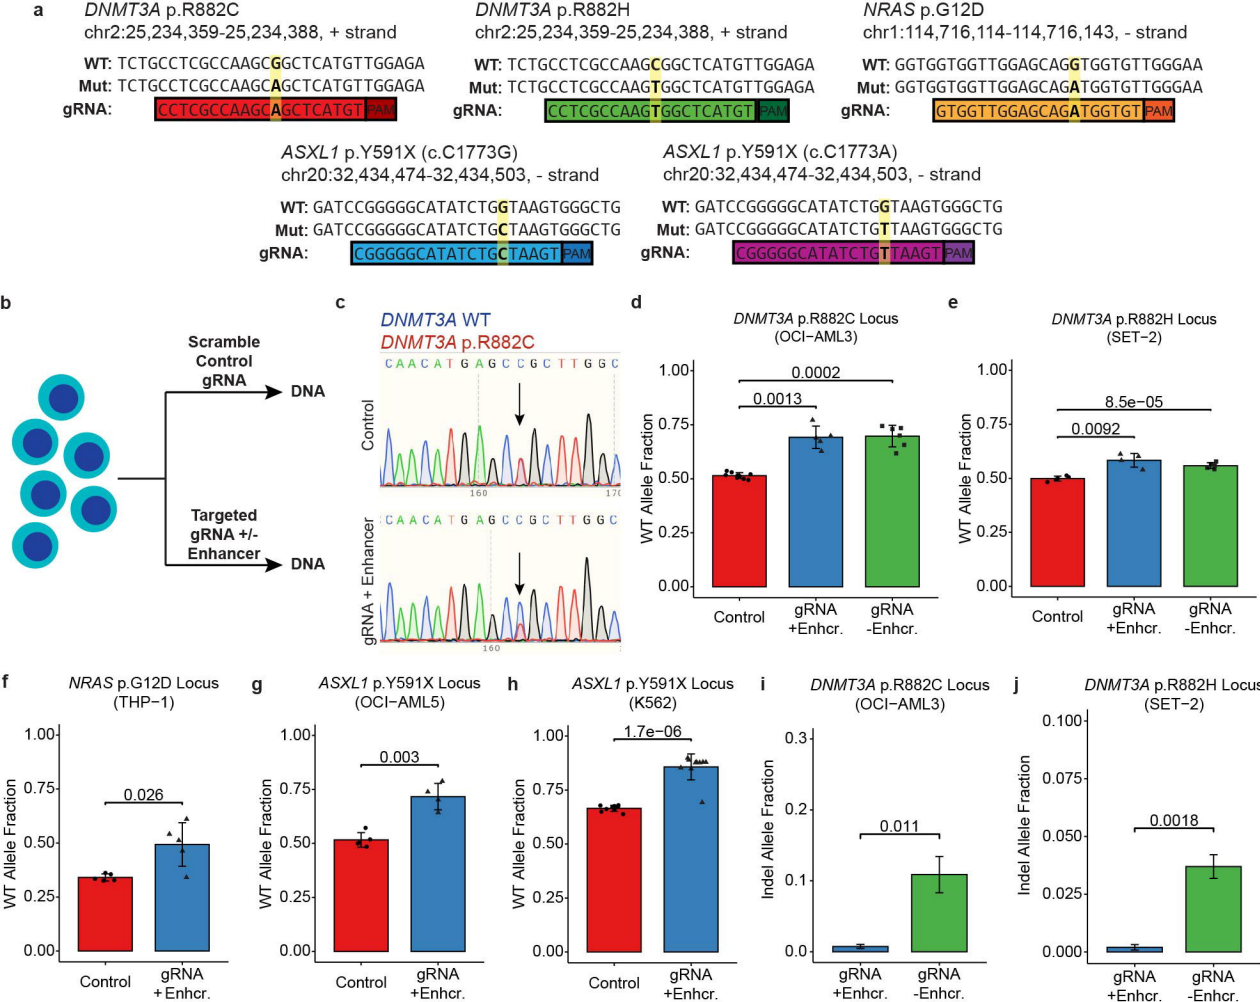 a
DNMT3A p.R882C
chr2:25,234,359-25,234,388, + strand
WT: TCTGCCTCGCCAAGCGGCTCATGTTGGAGA
Mut: TCTGCCTCGCCAAGCAGCTCATGTTGGAGA
gRNA: CCTCGCCAAGCAGCTCATGT PAM
DNMT3A p.R882H
chr2:25,234,359-25,234,388, + strand
WT: TCTGCCTCGCCAAGCGGCTCATGTTGGAGA
Mut: TCTGCCTCGCCAAGTGGCTCATGTTGGAGA
gRNA: CCTCGCCAAGTGGCTCATGT PAM
NRAS p.G12D
chr1:114,716,114-114,716,143, - strand
WT: GGTGGTGGTTGGAGCAGGTGGTGTTGGGAA
Mut: GGTGGTGGTTGGAGCAGATGGTGTTGGGAA
gRNA: GTGGTTGGAGCAGATGGTGT PAM
ASXL1 p.Y591X (c.C1773G)
chr20:32,434,474-32,434,503, - strand
WT: GATCCGGGGGCATATCTGGTAAGTGGGCTG
Mut: GATCCGGGGGCATATCTGCTAAGTGGGCTG
gRNA: CGGGGGCATATCTGCTAAGT PAM
ASXL1 p.Y591X (c.C1773A)
chr20:32,434,474-32,434,503, - strand
WT: GATCCGGGGGCATATCTGGTAAGTGGGCTG
Mut: GATCCGGGGGCATATCTGTTAAGTGGGCTG
gRNA: CGGGGGCATATCTGTTAAGT PAM
b
Scramble
Control
gRNA
DNA
Targeted
gRNA +/-
Enhancer
DNA
c
DNMT3A WT
DNMT3A p.R882C
C A A C A T G A G C C G C T T G G C
Control
160
170
C A A C A T G A G C C G C T T G G C
gRNA + Enhancer
160
d
DNMT3A p.R882C Locus
(OCI−AML3)
WT Allele Fraction
1.00
0.75
0.50
0.25
0.00
0.0002
0.0013
Control
gRNA
+Enhcr.
gRNA
-Enhcr.
e
DNMT3A p.R882H Locus
(SET−2)
WT Allele Fraction
1.00
0.75
0.50
0.25
0.00
8.5e−05
0.0092
Control
gRNA
+Enhcr.
gRNA
-Enhcr.
f
NRAS p.G12D Locus
(THP−1)
WT Allele Fraction
1.00
0.75
0.50
0.25
0.00
0.026
Control
gRNA
+Enhcr.
g
ASXL1 p.Y591X Locus
(OCI−AML5)
WT Allele Fraction
1.00
0.75
0.50
0.25
0.00
0.003
Control
gRNA
+Enhcr.
h
ASXL1 p.Y591X Locus
(K562)
WT Allele Fraction
1.00
0.75
0.50
0.25
0.00
1.7e−06
Control
gRNA
+Enhcr.
i
DNMT3A p.R882C Locus
(OCI−AML3)
Indel Allele Fraction
0.3
0.2
0.1
0.0
0.011
gRNA
+Enhcr.
gRNA
-Enhcr.
j
DNMT3A p.R882H Locus
(SET−2)
Indel Allele Fraction
0.100
0.075
0.050
0.025
0.000
0.0018
gRNA
+Enhcr.
gRNA
-Enhcr.